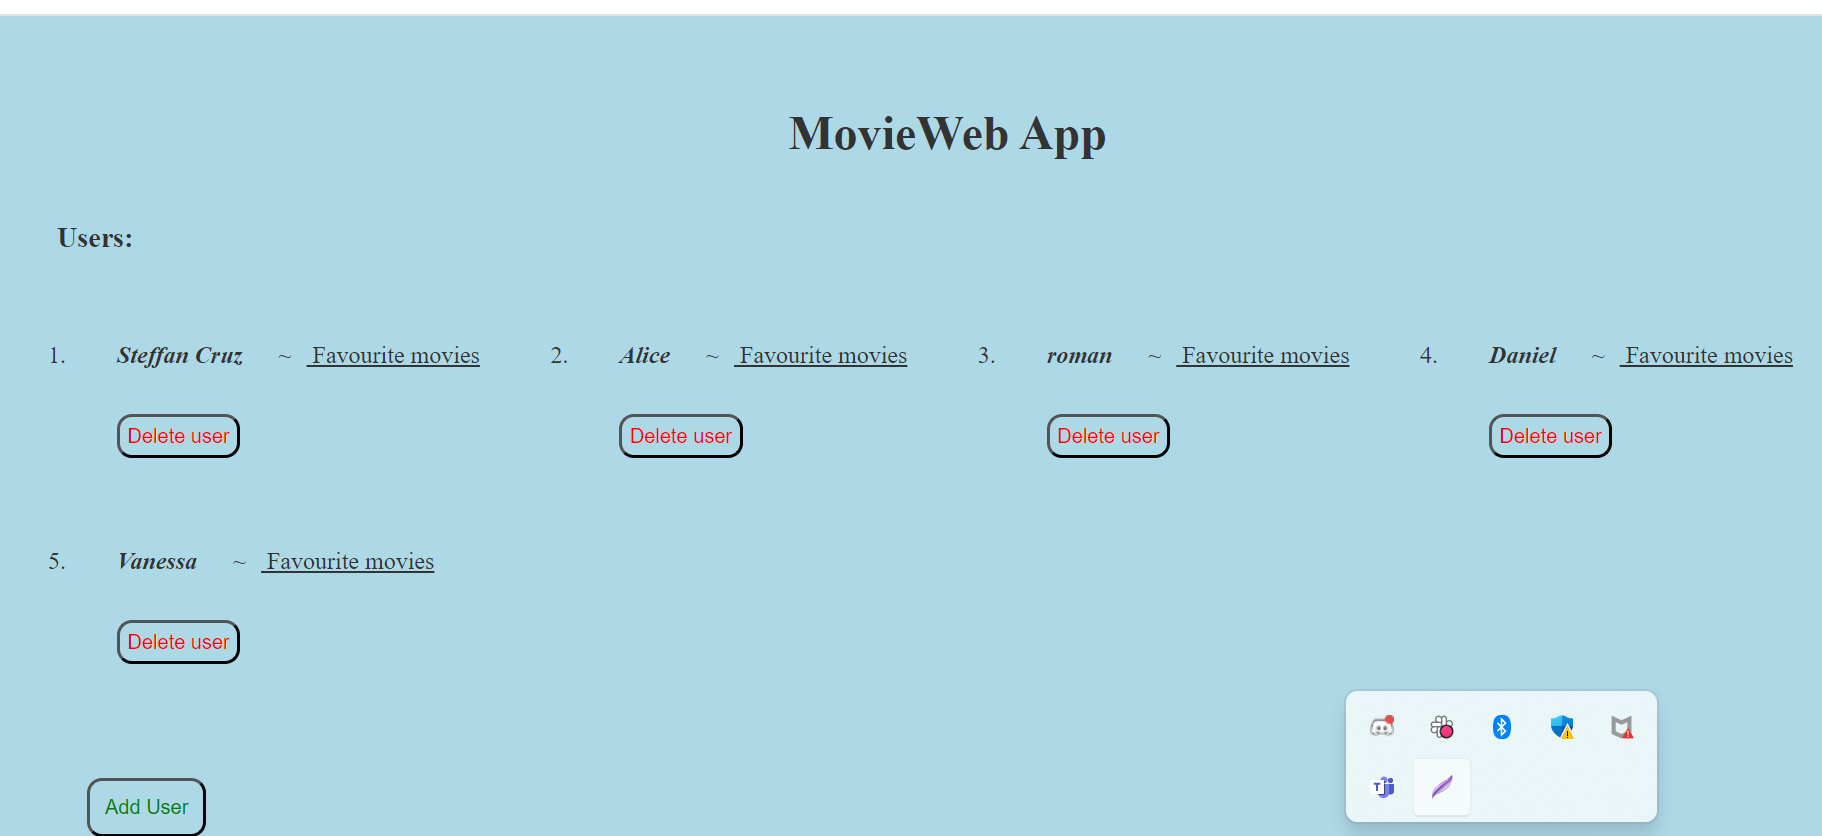 MovieWeb App
Users:
1. Steffan Cruz ~ Favourite movies 2. Alice ~ Favourite movies 3. roman ~ Favourite movies 4. Daniel ~ Favourite movies
Delete user Delete user Delete user Delete user
5. Vanessa ~ Favourite movies
Delete user
Add User